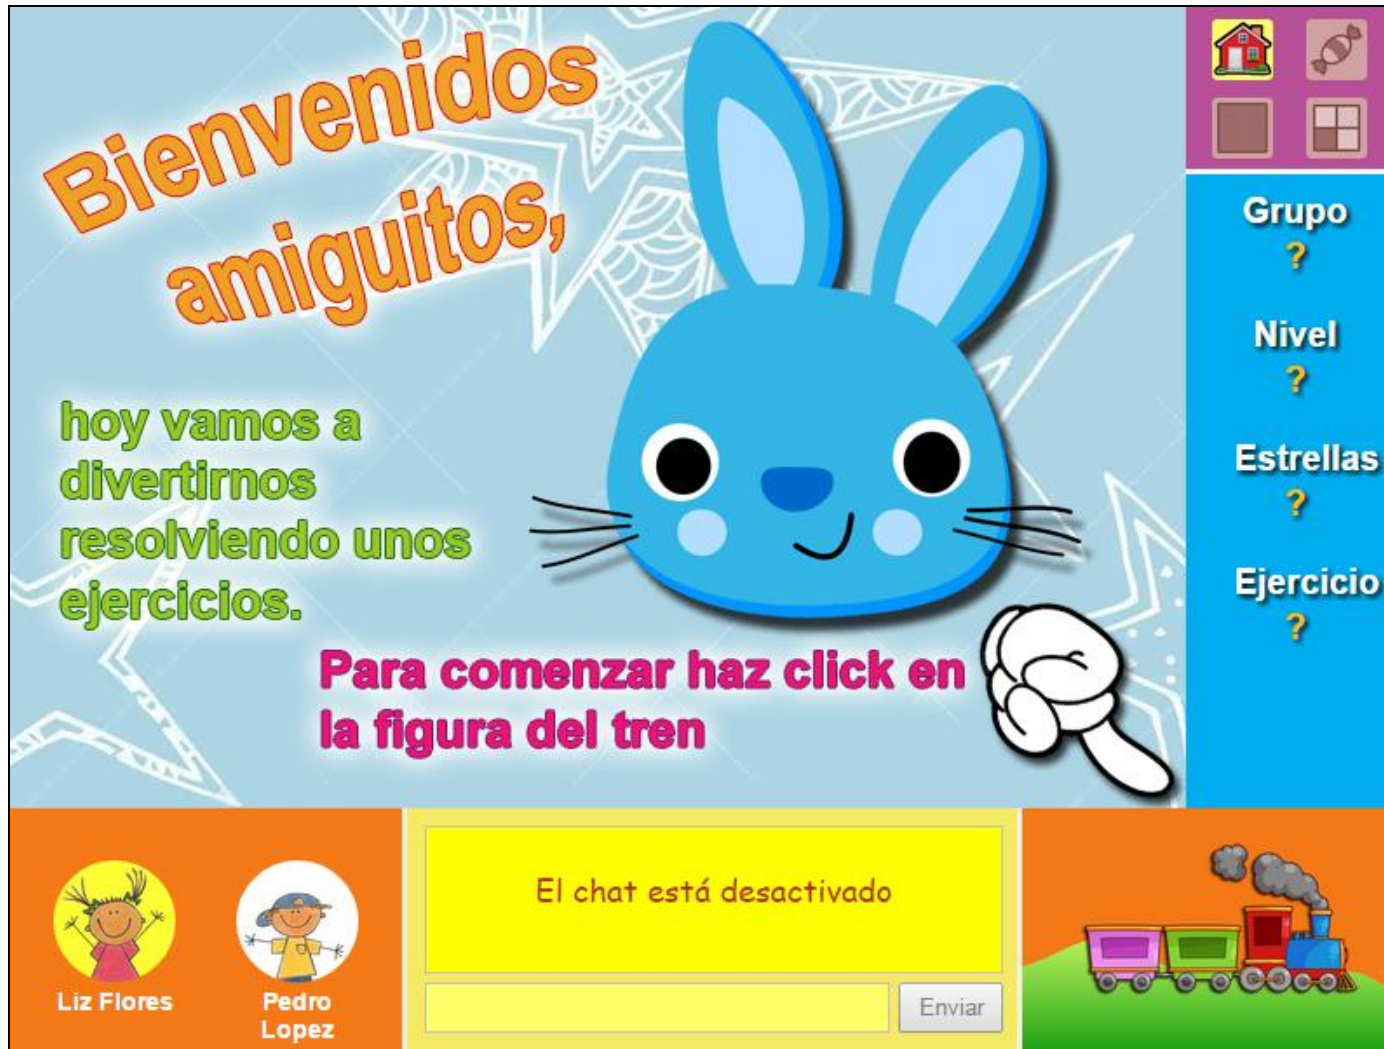 Bienvenidos
amiguitos,
hoy vamos a
divertirnos
resolviendo unos
ejercicios.
Para comenzar haz click en
la figura del tren
Grupo
?
Nivel
?
Estrellas
?
Ejercicio
?
Liz Flores
Pedro
Lopez
El chat está desactivado
Enviar